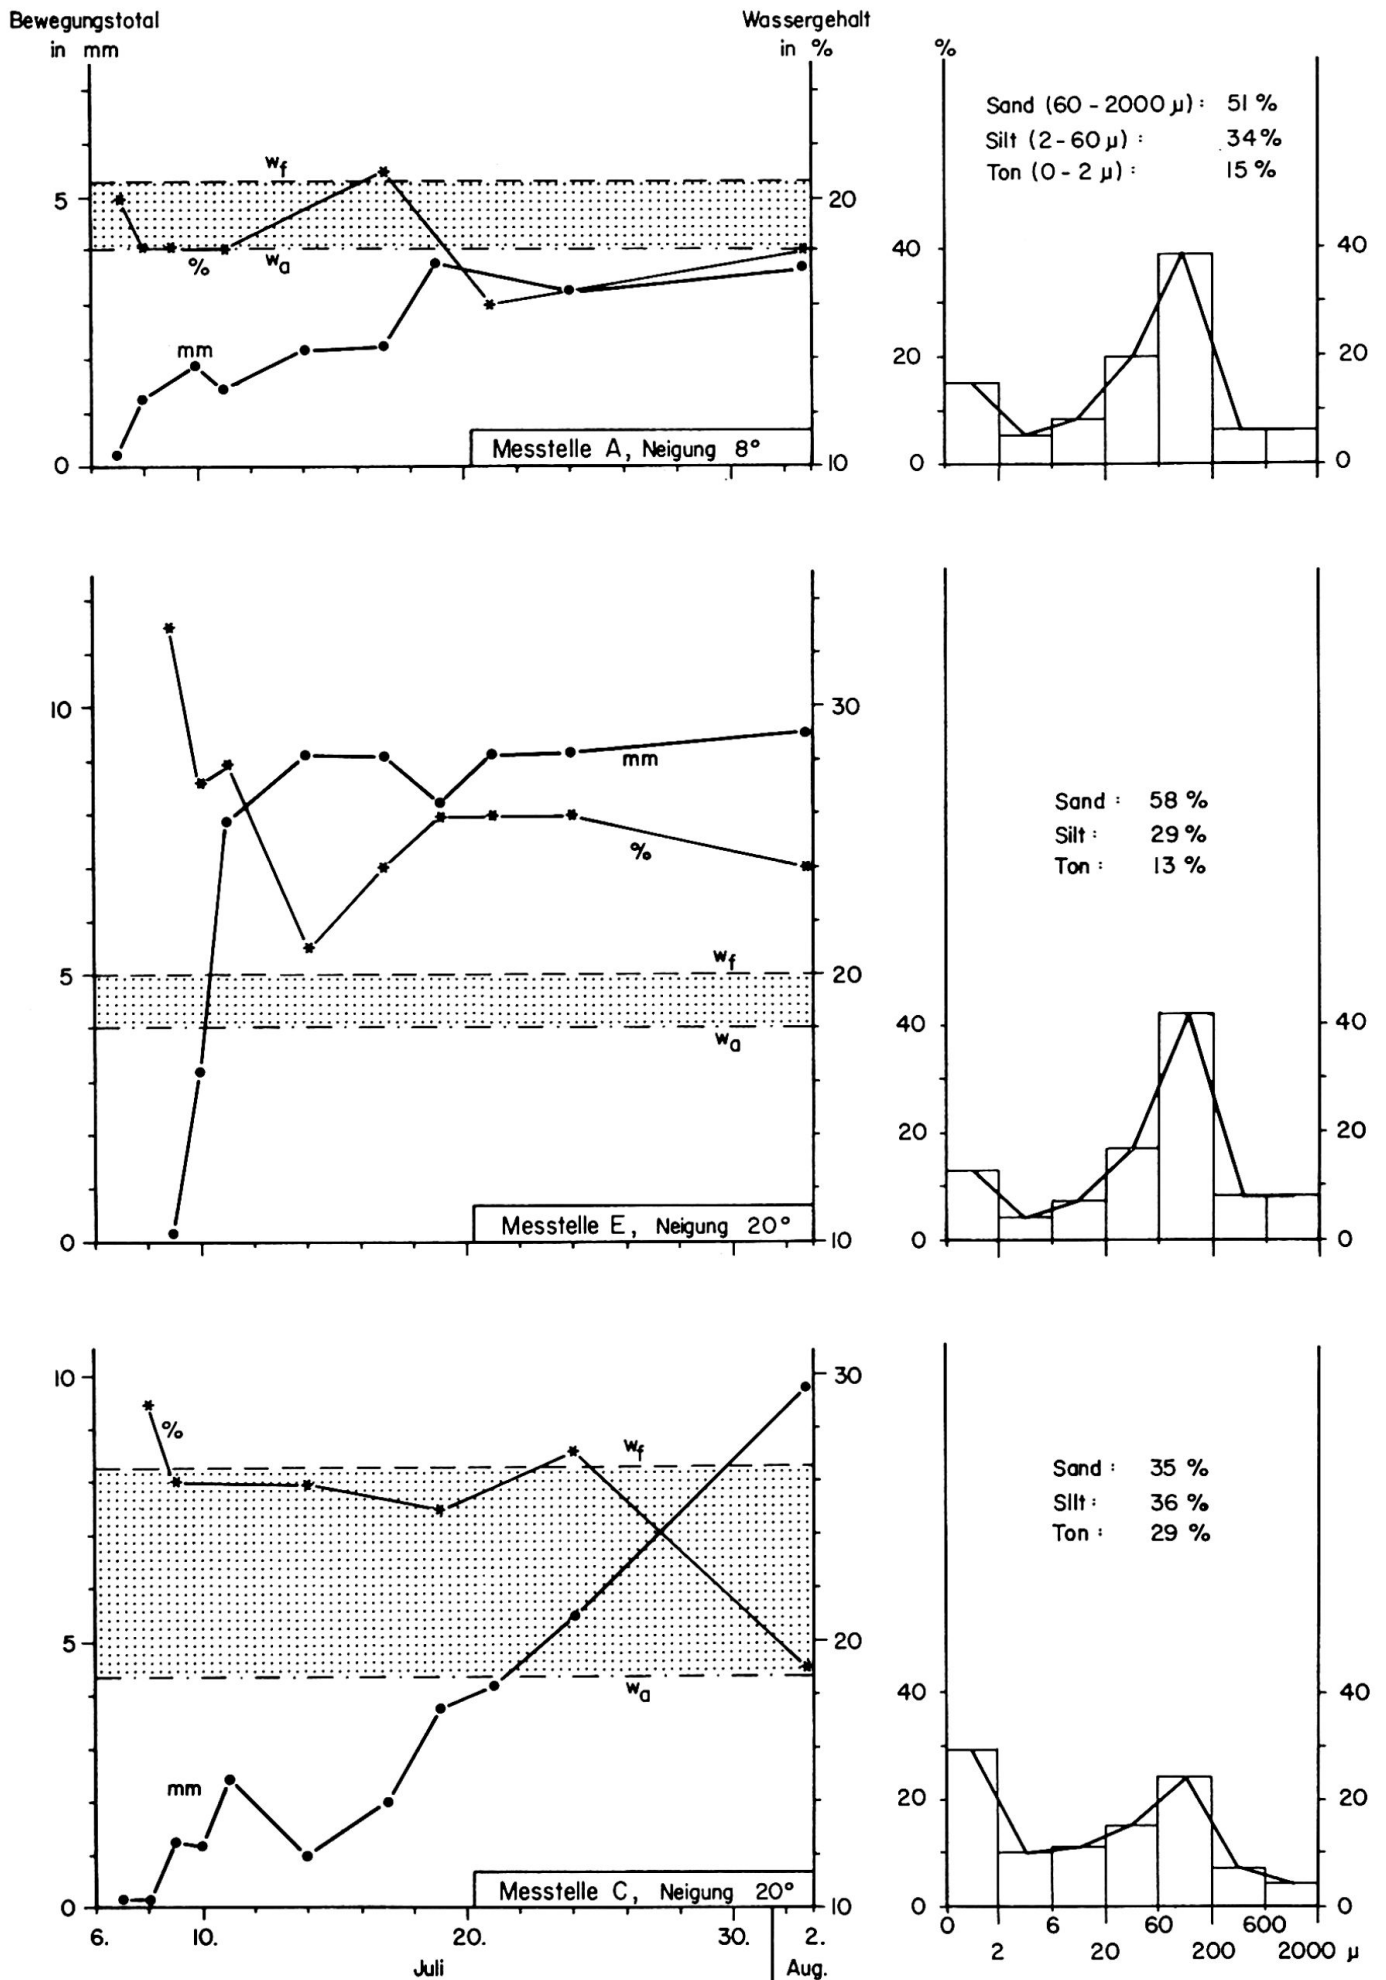 Bewegungstotal
in mm
Wassergehalt
in %
%
Sand (60 - 2000 µ) : 51 %
Silt (2 - 60 µ) : 34 %
Ton (0 - 2 µ) : 15 %
wf
5
20
wa
%
mm
40
40
20
20
0
10
0
0
Messtelle A, Neigung 8°
10
30
mm
%
Sand : 58 %
Silt : 29 %
Ton : 13 %
wf
5
20
wa
40
40
20
20
Messtelle E, Neigung 20°
0
10
0
0
10
30
%
wf
Sand : 35 %
Silt : 36 %
Ton : 29 %
5
20
wa
40
40
mm
20
20
Messtelle C, Neigung 20°
0
10
0
0
6. 10. 20. 30. 2.
Juli Aug.
0 6 60 600
2 20 200 2000 µ